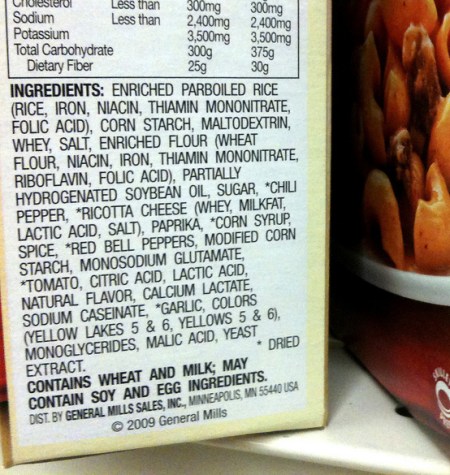 Cholesterol Less than 300mg 300mg
Sodium Less than 2,400mg 2,400mg
Potassium 3,500mg 3,500mg
Total Carbohydrate 300g 375g
Dietary Fiber 25g 30g
INGREDIENTS: ENRICHED PARBOILED RICE
(RICE, IRON, NIACIN, THIAMIN MONONITRATE,
FOLIC ACID), CORN STARCH, MALTODEXTRIN,
WHEY, SALT, ENRICHED FLOUR (WHEAT
FLOUR, NIACIN, IRON, THIAMIN MONONITRATE,
RIBOFLAVIN, FOLIC ACID), PARTIALLY
HYDROGENATED SOYBEAN OIL, SUGAR, *CHILI
PEPPER, *RICOTTA CHEESE (WHEY, MILKFAT,
LACTIC ACID, SALT), PAPRIKA, *CORN SYRUP,
SPICE, *RED BELL PEPPERS, MODIFIED CORN
STARCH, MONOSODIUM GLUTAMATE,
*TOMATO, CITRIC ACID, LACTIC ACID,
NATURAL FLAVOR, CALCIUM LACTATE,
SODIUM CASEINATE, *GARLIC, COLORS
(YELLOW LAKES 5 & 6, YELLOWS 5 & 6),
MONOGLYCERIDES, MALIC ACID, YEAST
EXTRACT. * DRIED
CONTAINS WHEAT AND MILK; MAY
CONTAIN SOY AND EGG INGREDIENTS.
DIST. BY GENERAL MILLS SALES, INC., MINNEAPOLIS, MN 55440 USA
© 2009 General Mills